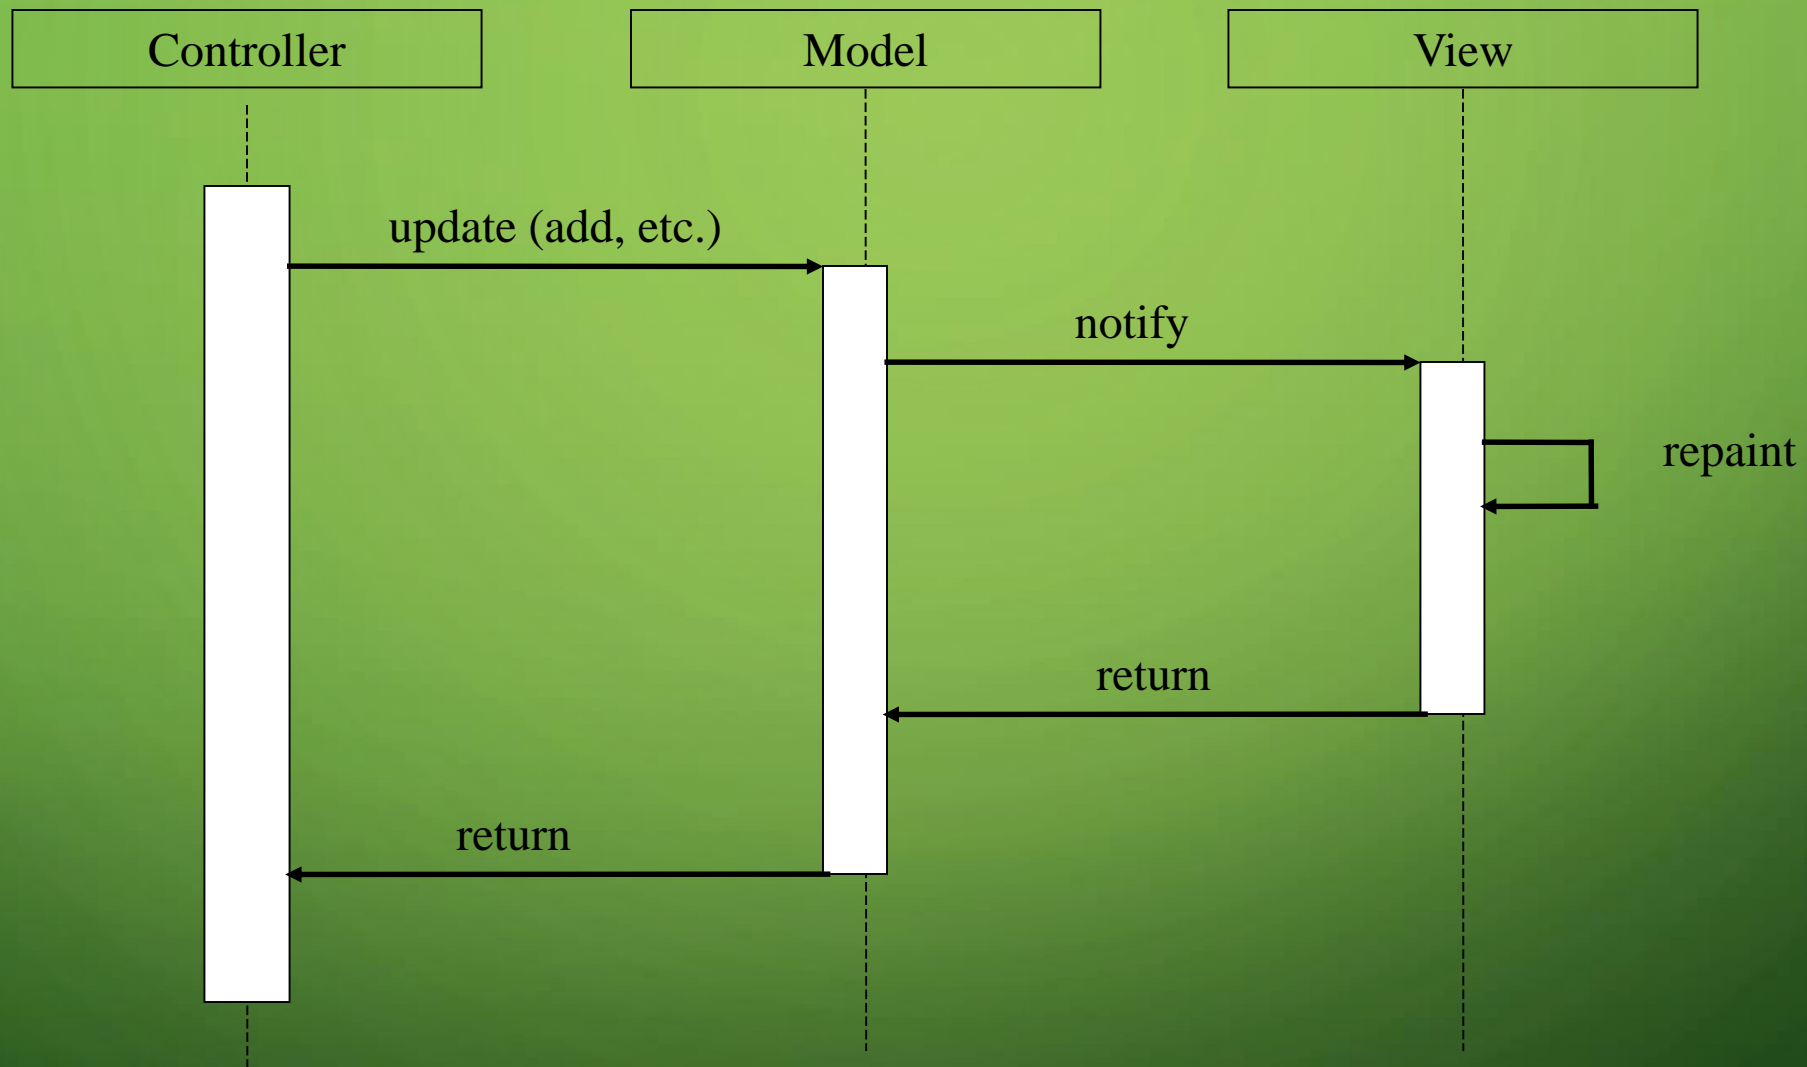 Controller
Model
View
update (add, etc.)
notify
repaint
return
return